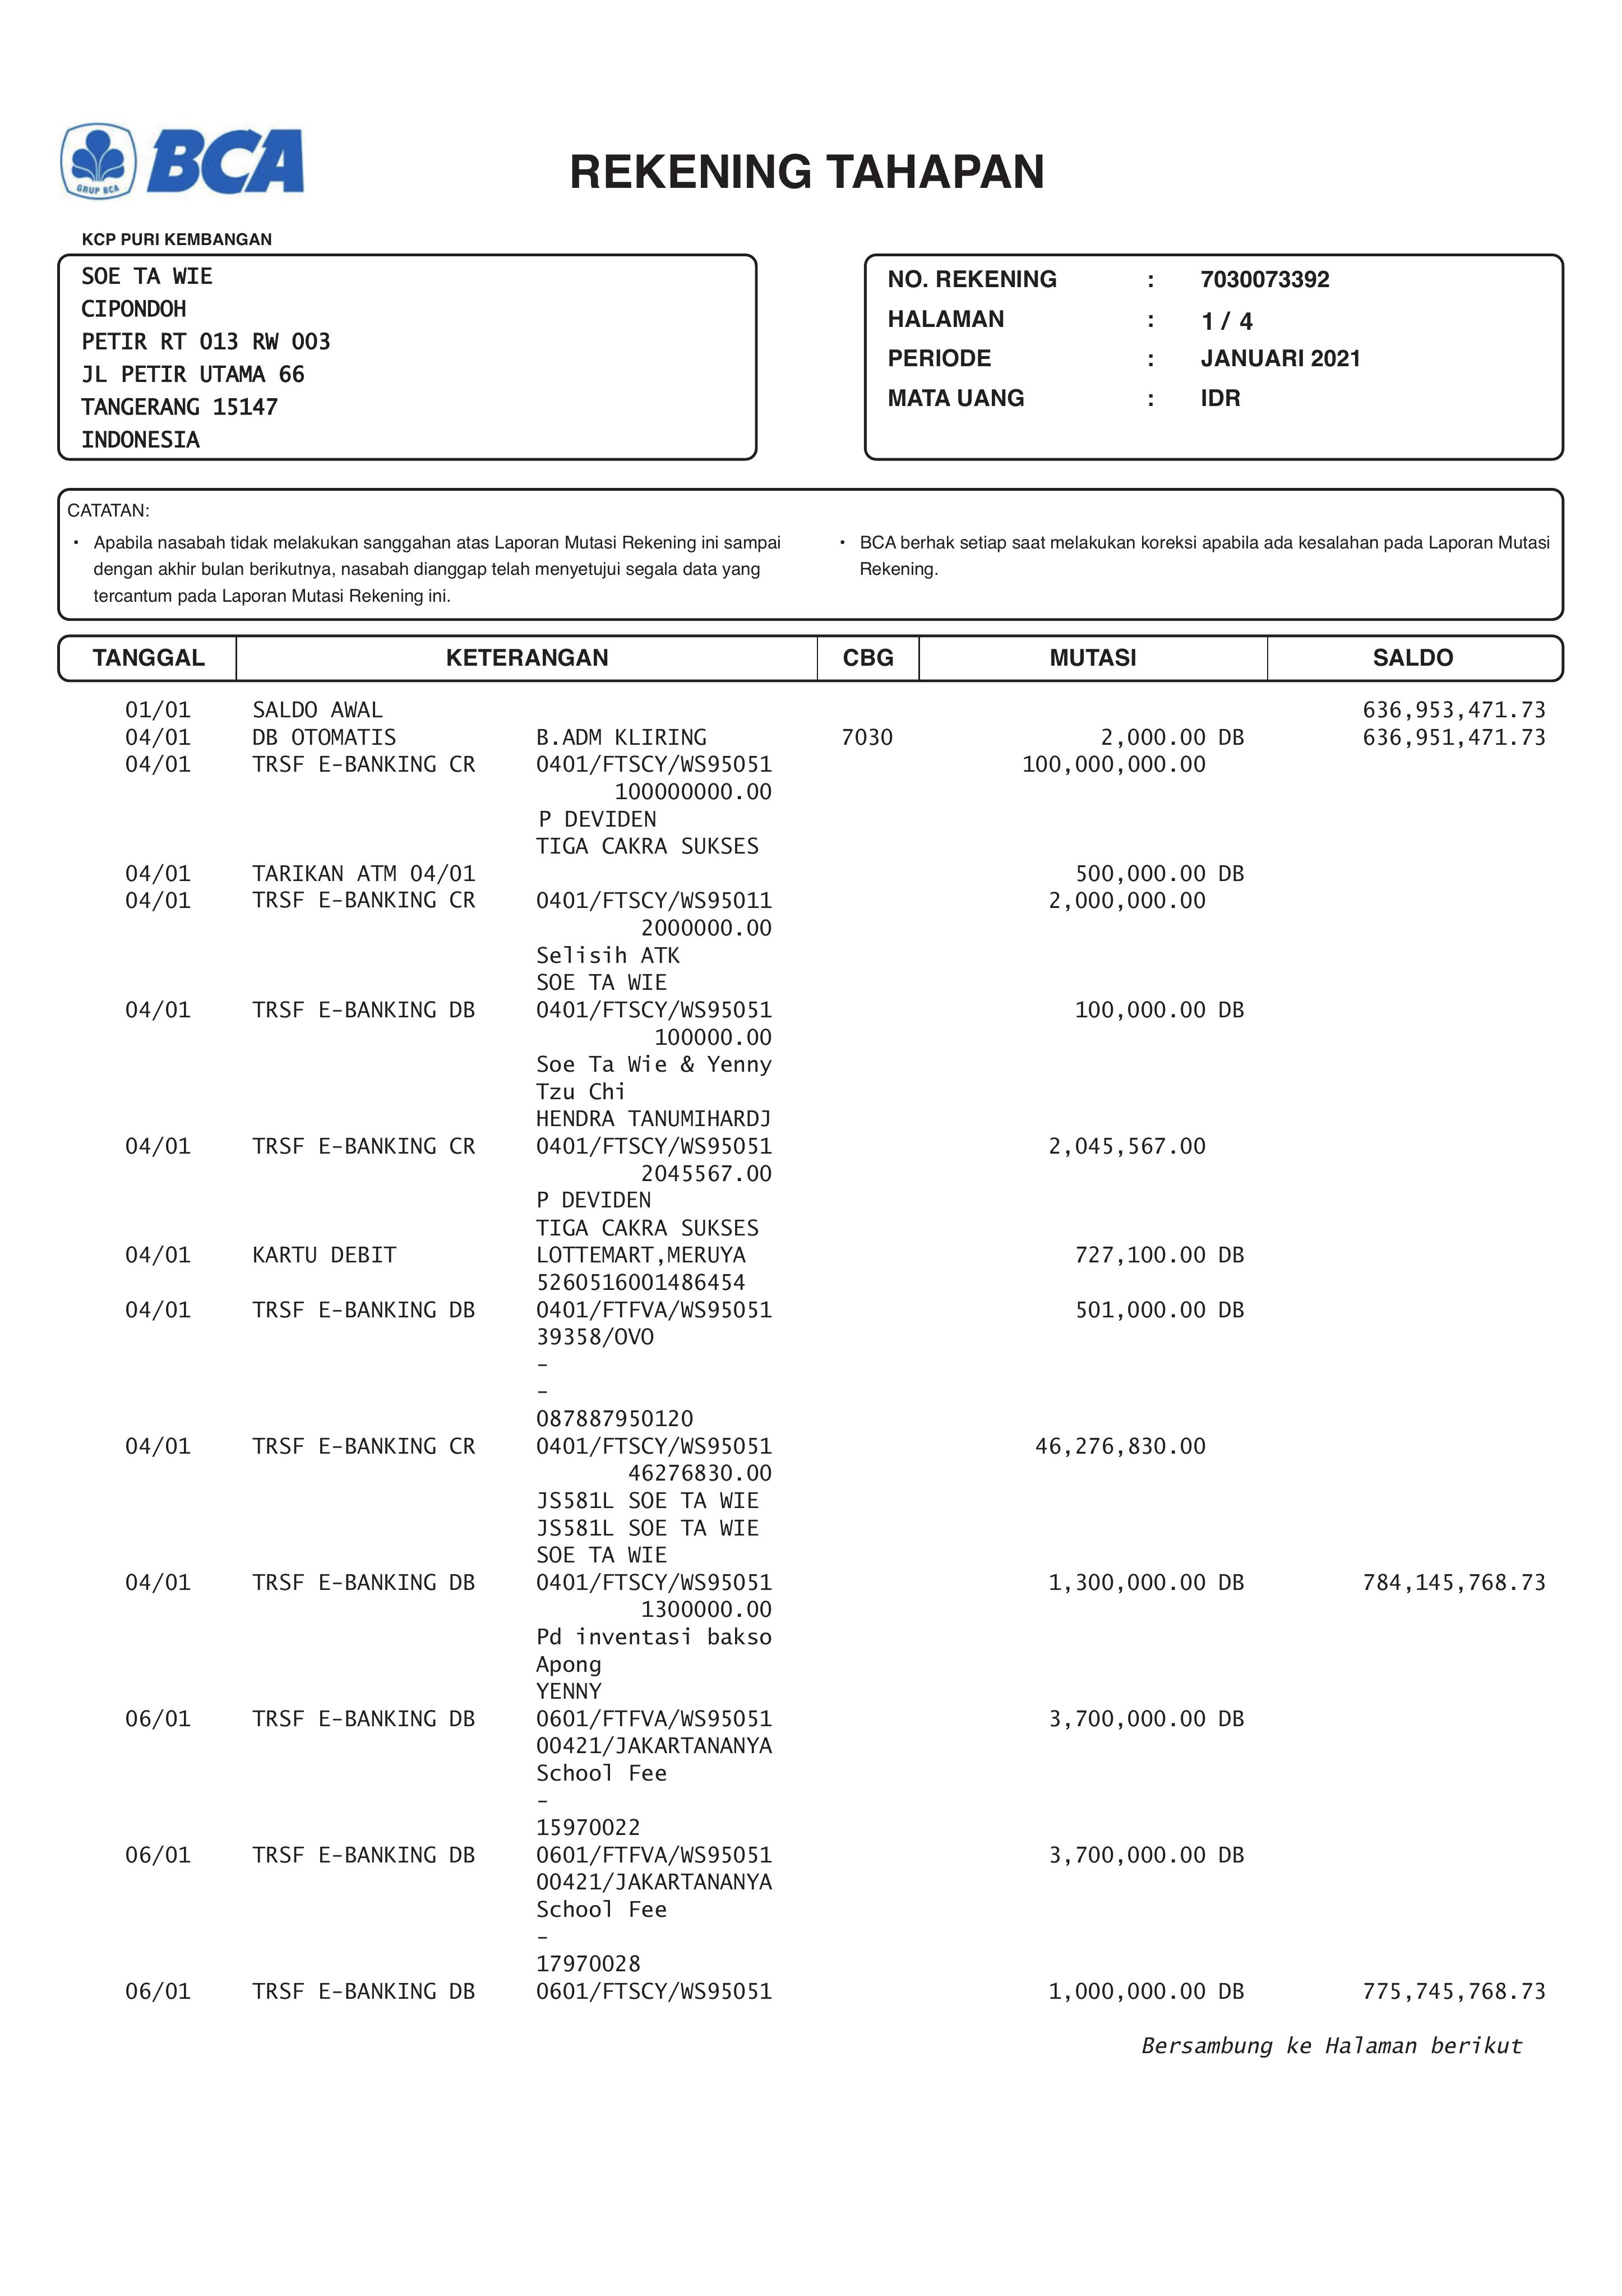 GRUP BCA
BCA
REKENING TAHAPAN
KCP PURI KEMBANGAN
SOE TA WIE
CIPONDOH
PETIR RT 013 RW 003
JL PETIR UTAMA 66
TANGERANG 15147
INDONESIA
NO. REKENING : 7030073392
HALAMAN : 1 / 4
PERIODE : JANUARI 2021
MATA UANG : IDR
CATATAN:
• Apabila nasabah tidak melakukan sanggahan atas Laporan Mutasi Rekening ini sampai
dengan akhir bulan berikutnya, nasabah dianggap telah menyetujui segala data yang
tercantum pada Laporan Mutasi Rekening ini.
• BCA berhak setiap saat melakukan koreksi apabila ada kesalahan pada Laporan Mutasi
Rekening.
TANGGAL KETERANGAN CBG MUTASI SALDO
01/01 SALDO AWAL 636,953,471.73
04/01 DB OTOMATIS B.ADM KLIRING 7030 2,000.00 DB 636,951,471.73
04/01 TRSF E-BANKING CR 0401/FTSCY/WS95051 100,000,000.00
100000000.00
P DEVIDEN
TIGA CAKRA SUKSES
04/01 TARIKAN ATM 04/01 500,000.00 DB
04/01 TRSF E-BANKING CR 0401/FTSCY/WS95011 2,000,000.00
2000000.00
Selisih ATK
SOE TA WIE
04/01 TRSF E-BANKING DB 0401/FTSCY/WS95051 100,000.00 DB
100000.00
Soe Ta Wie & Yenny
Tzu Chi
HENDRA TANUMIHARDJ
04/01 TRSF E-BANKING CR 0401/FTSCY/WS95051 2,045,567.00
2045567.00
P DEVIDEN
TIGA CAKRA SUKSES
04/01 KARTU DEBIT LOTTEMART,MERUYA 727,100.00 DB
5260516001486454
04/01 TRSF E-BANKING DB 0401/FTFVA/WS95051 501,000.00 DB
39358/OVO
-
-
087887950120
04/01 TRSF E-BANKING CR 0401/FTSCY/WS95051 46,276,830.00
46276830.00
JS581L SOE TA WIE
JS581L SOE TA WIE
SOE TA WIE
04/01 TRSF E-BANKING DB 0401/FTSCY/WS95051 1,300,000.00 DB 784,145,768.73
1300000.00
Pd inventasi bakso
Apong
YENNY
06/01 TRSF E-BANKING DB 0601/FTFVA/WS95051 3,700,000.00 DB
00421/JAKARTANANYA
School Fee
-
15970022
06/01 TRSF E-BANKING DB 0601/FTFVA/WS95051 3,700,000.00 DB
00421/JAKARTANANYA
School Fee
-
17970028
06/01 TRSF E-BANKING DB 0601/FTSCY/WS95051 1,000,000.00 DB 775,745,768.73
Bersambung ke Halaman berikut